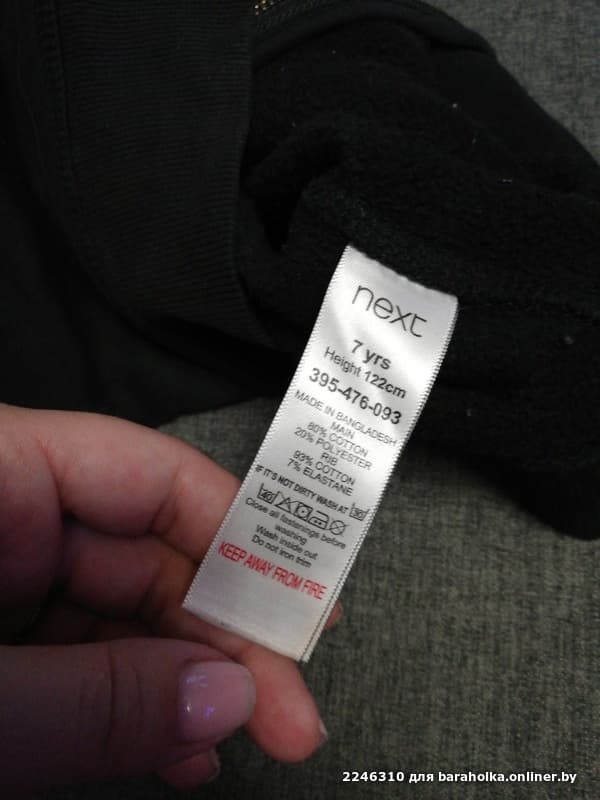 next
7 yrs
Height 122cm
395-476-093
MADE IN BANGLADESH
MAIN
80% COTTON
20% POLYESTER
RIB
93% COTTON
7% ELASTANE
IF IT'S NOT DIRTY WASH AT 30
40
Close all fastenings before
washing
Wash inside out
Do not iron trim
KEEP AWAY FROM FIRE
2246310 для baraholka.onliner.by